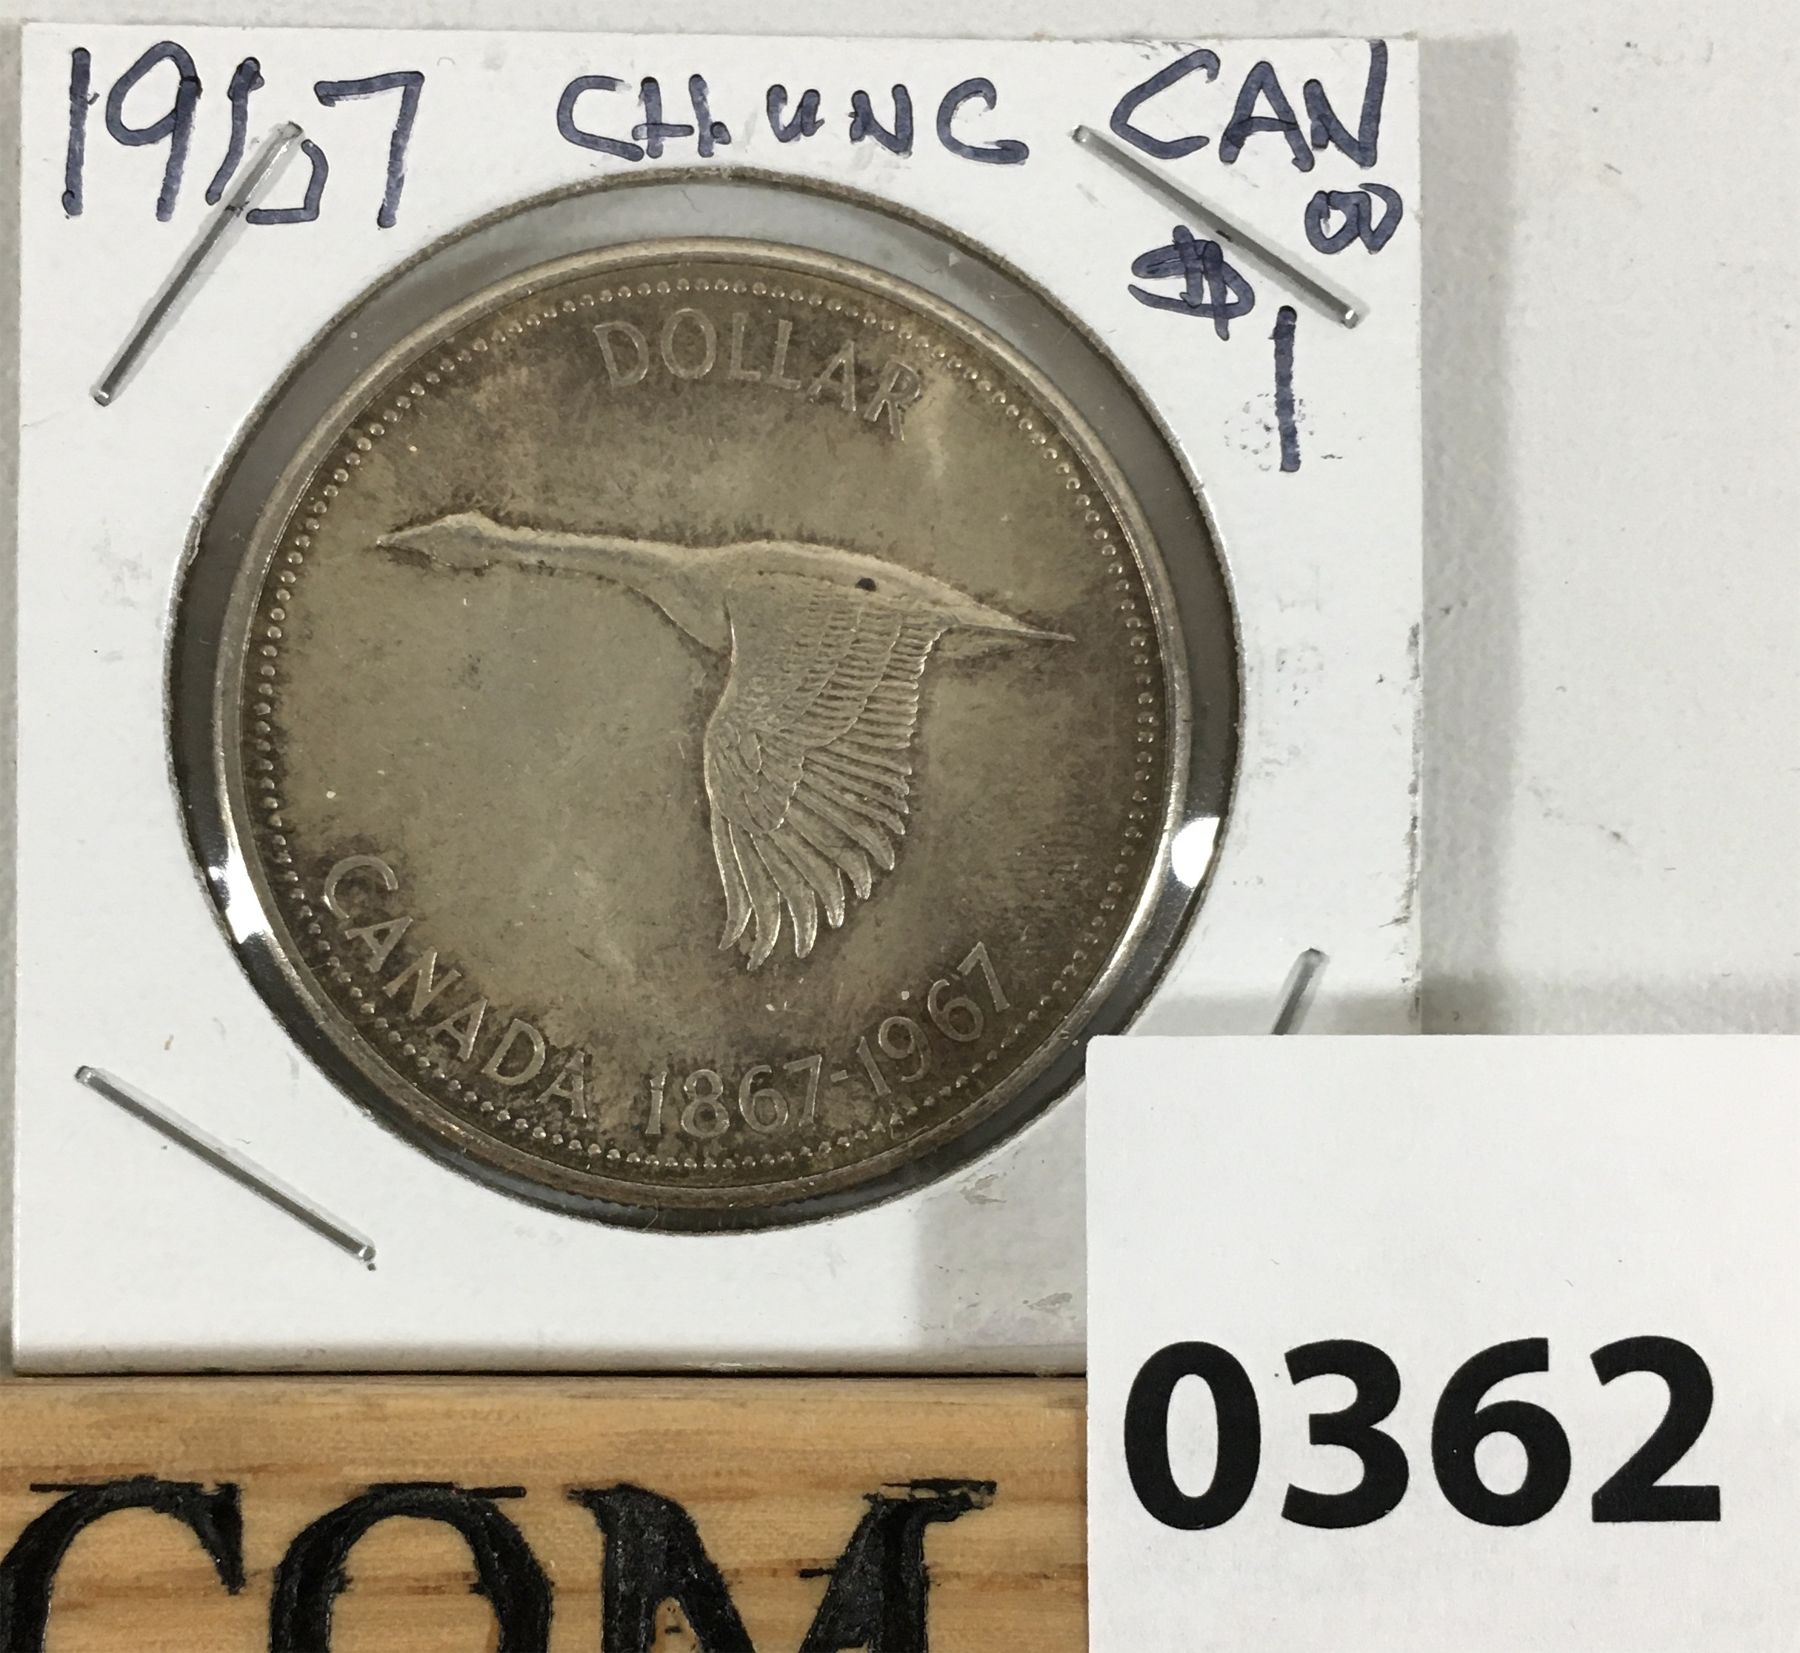 1967 CH. UNC CAN
$1.00
DOLLAR
CANADA 1867-1967
0362
COM